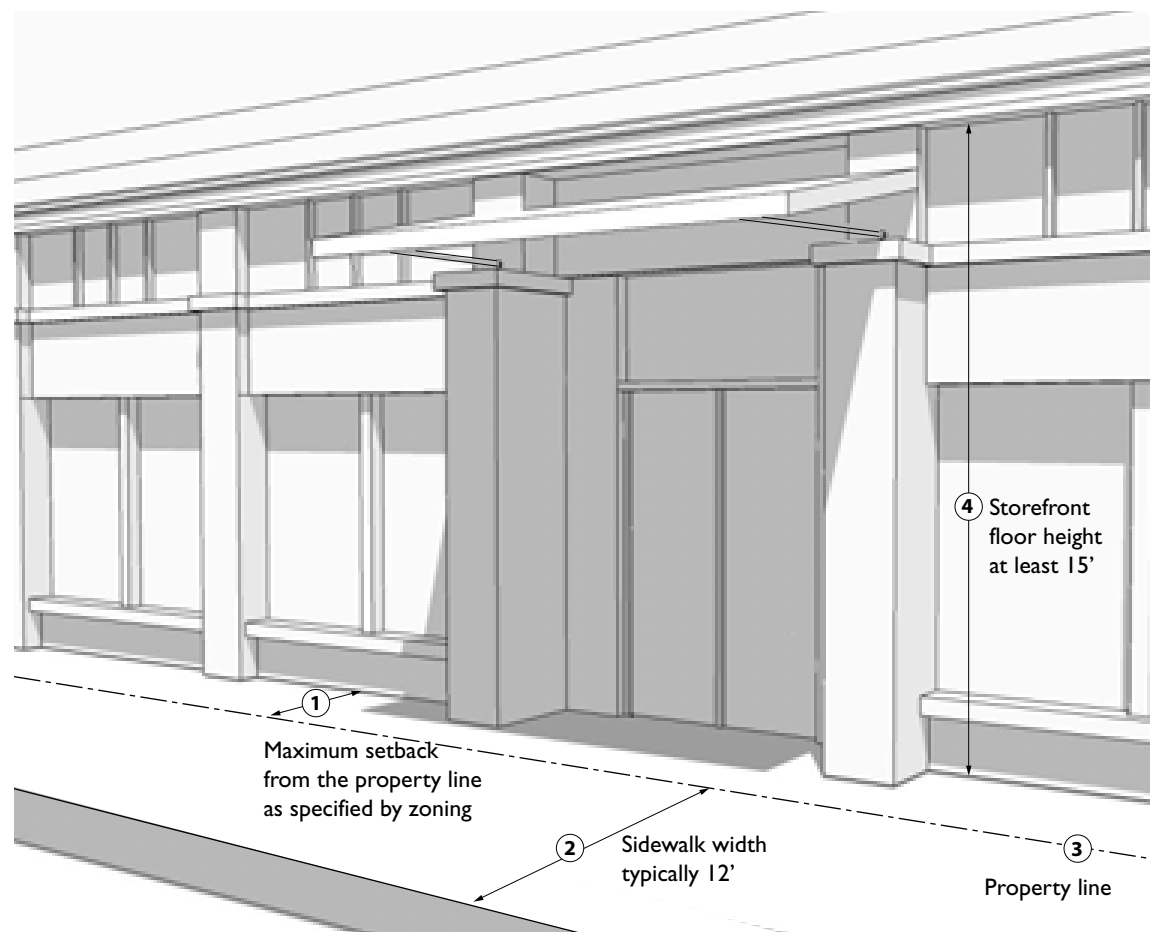 4 Storefront
floor height
at least 15’
1
Maximum setback
from the property line
as specified by zoning
2 Sidewalk width
typically 12’
3
Property line